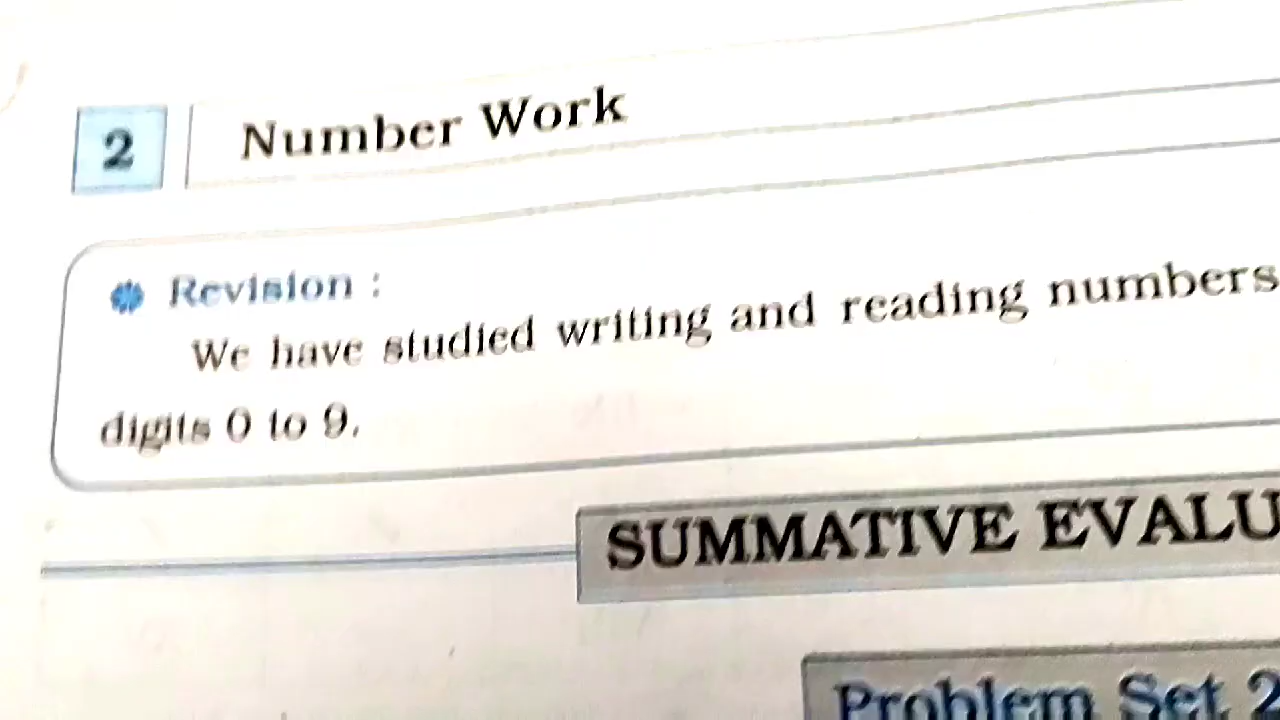 2 Number Work
Revision :
We have studied writing and reading numbers
digits 0 to 9.
SUMMATIVE EVALU
Problem Set 2